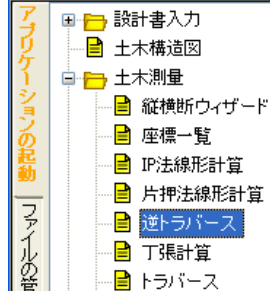 アプリケーションの起動
ファイルの管
設計書入力
土木構造図
土木測量
縦横断ウィザード
座標一覧
IP法線形計算
片押法線形計算
逆トラバース
丁張計算
トラバース